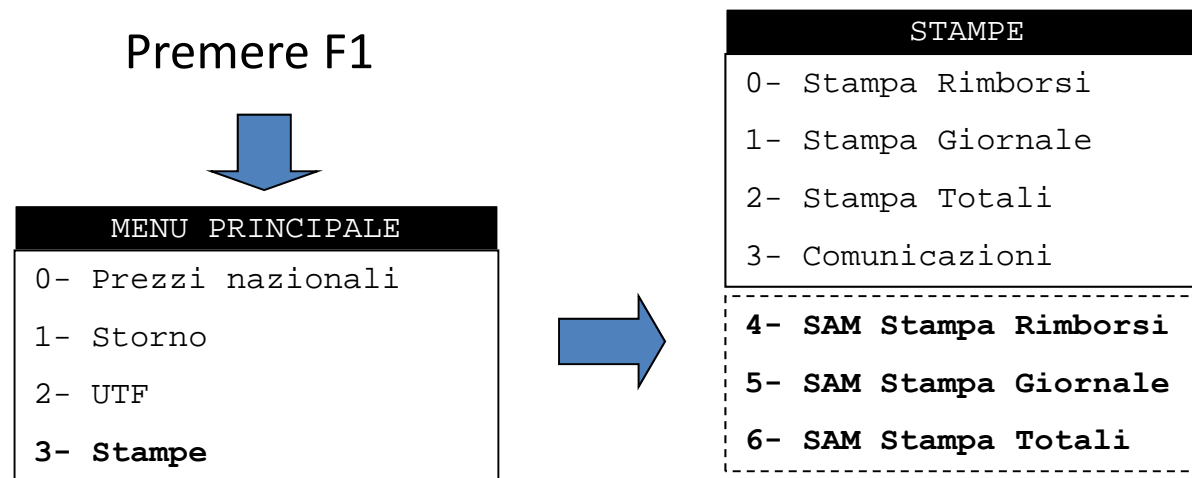 Premere F1
MENU PRINCIPALE
0- Prezzi nazionali
1- Storno
2- UTF
3- Stampe
STAMPE
0- Stampa Rimborsi
1- Stampa Giornale
2- Stampa Totali
3- Comunicazioni
4- SAM Stampa Rimborsi
5- SAM Stampa Giornale
6- SAM Stampa Totali